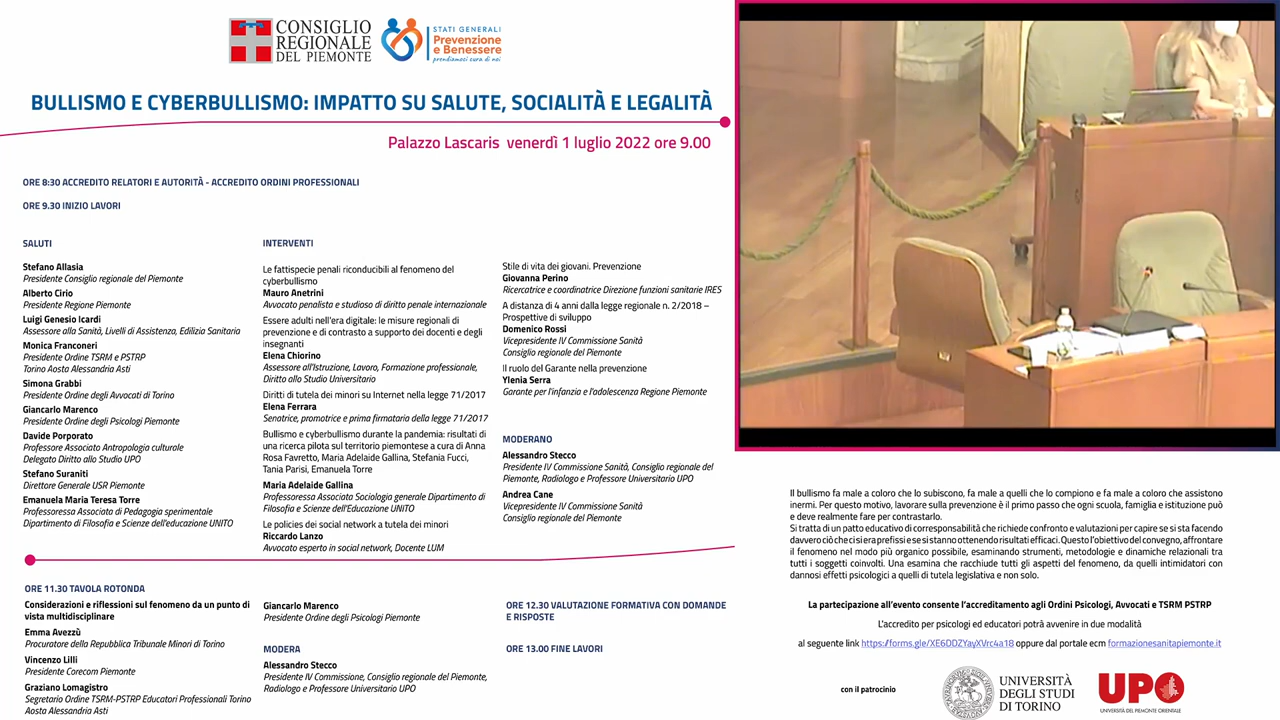 CONSIGLIO
REGIONALE
DEL PIEMONTE
STATI GENERALI
Prevenzione
e Benessere
prendiamoci cura di noi
BULLISMO E CYBERBULLISMO: IMPATTO SU SALUTE, SOCIALITÀ E LEGALITÀ
Palazzo Lascaris venerdì 1 luglio 2022 ore 9.00
ORE 8:30 ACCREDITO RELATORI E AUTORITÀ - ACCREDITO ORDINI PROFESSIONALI
ORE 9.30 INIZIO LAVORI
SALUTI
Stefano Allasia
Presidente Consiglio regionale del Piemonte
Alberto Cirio
Presidente Regione Piemonte
Luigi Genesio Icardi
Assessore alla Sanità, Livelli di Assistenza, Edilizia Sanitaria
Monica Franconeri
Presidente Ordine TSRM e PSTRP
Torino Aosta Alessandria Asti
Simona Grabbi
Presidente Ordine degli Avvocati di Torino
Giancarlo Marenco
Presidente Ordine degli Psicologi Piemonte
Davide Porporato
Professore Associato Antropologia culturale
Delegato Diritto allo Studio UPO
Stefano Suraniti
Direttore Generale USR Piemonte
Emanuela Maria Teresa Torre
Professoressa Associata di Pedagogia sperimentale
Dipartimento di Filosofia e Scienze dell'educazione UNITO
INTERVENTI
Le fattispecie penali riconducibili al fenomeno del
cyberbullismo
Mauro Anetrini
Avvocato penalista e studioso di diritto penale internazionale
Essere adulti nell'era digitale: le misure regionali di
prevenzione e di contrasto a supporto dei docenti e degli
insegnanti
Elena Chiorino
Assessore all'Istruzione, Lavoro, Formazione professionale,
Diritto allo Studio Universitario
Diritti di tutela dei minori su Internet nella legge 71/2017
Elena Ferrara
Senatrice, promotrice e prima firmataria della legge 71/2017
Bullismo e cyberbullismo durante la pandemia: risultati di
una ricerca pilota sul territorio piemontese a cura di Anna
Rosa Favretto, Maria Adelaide Gallina, Stefania Fucci,
Tania Parisi, Emanuela Torre
Maria Adelaide Gallina
Professoressa Associata Sociologia generale Dipartimento di
Filosofia e Scienze dell'Educazione UNITO
Le policies dei social network a tutela dei minori
Riccardo Lanzo
Avvocato esperto in social network, Docente LUM
Stile di vita dei giovani. Prevenzione
Giovanna Perino
Ricercatrice e coordinatrice Direzione funzioni sanitarie IRES
A distanza di 4 anni dalla legge regionale n. 2/2018 –
Prospettive di sviluppo
Domenico Rossi
Vicepresidente IV Commissione Sanità
Consiglio regionale del Piemonte
Il ruolo del Garante nella prevenzione
Ylenia Serra
Garante per l'infanzia e l'adolescenza Regione Piemonte
MODERANO
Alessandro Stecco
Presidente IV Commissione Sanità, Consiglio regionale del
Piemonte, Radiologo e Professore Universitario UPO
Andrea Cane
Vicepresidente IV Commissione Sanità
Consiglio regionale del Piemonte
ORE 11.30 TAVOLA ROTONDA
Considerazioni e riflessioni sul fenomeno da un punto di
vista multidisciplinare
Emma Avezzù
Procuratore della Repubblica Tribunale Minori di Torino
Vincenzo Lilli
Presidente Corecom Piemonte
Graziano Lomagistro
Segretario Ordine TSRM-PSTRP Educatori Professionali Torino
Aosta Alessandria Asti
Giancarlo Marenco
Presidente Ordine degli Psicologi Piemonte
MODERA
Alessandro Stecco
Presidente IV Commissione, Consiglio regionale del Piemonte,
Radiologo e Professore Universitario UPO
ORE 12.30 VALUTAZIONE FORMATIVA CON DOMANDE
E RISPOSTE
ORE 13.00 FINE LAVORI
Il bullismo fa male a coloro che lo subiscono, fa male a quelli che lo compiono e fa male a coloro che assistono
inermi. Per questo motivo, lavorare sulla prevenzione è il primo passo che ogni scuola, famiglia e istituzione può
e deve realmente fare per contrastarlo.
Si tratta di un patto educativo di corresponsabilità che richiede confronto e valutazioni per capire se si sta facendo
davvero ciò che ci si era prefissi e se si stanno ottenendo risultati efficaci. Questo l'obiettivo del convegno, affrontare
il fenomeno nel modo più organico possibile, esaminando strumenti, metodologie e dinamiche relazionali tra
tutti i soggetti coinvolti. Una esamina che racchiude tutti gli aspetti del fenomeno, da quelli intimidatori con
dannosi effetti psicologici a quelli di tutela legislativa e non solo.
La partecipazione all'evento consente l'accreditamento agli Ordini Psicologi, Avvocati e TSRM PSTRP
L'accredito per psicologi ed educatori potrà avvenire in due modalità
al seguente link https://forms.gle/XE6DDZYayXVrc4a18 oppure dal portale ecm formazionesanitapiemonte.it
con il patrocinio
UNIVERSITÀ
DEGLI STUDI
DI TORINO
UPO
UNIVERSITÀ DEL PIEMONTE ORIENTALE